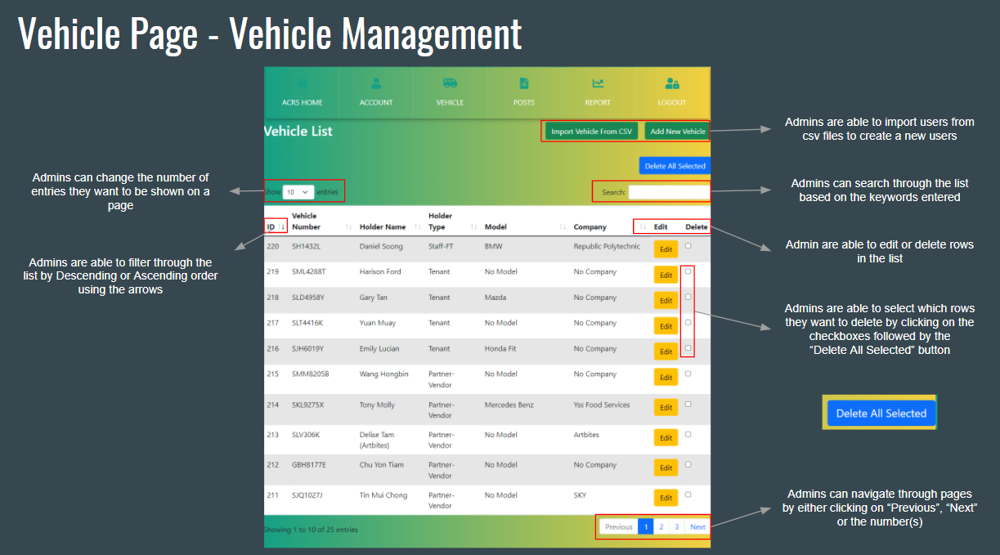 Vehicle Page - Vehicle Management
ACRS HOME ACCOUNT VEHICLE POSTS REPORT LOGOUT
Vehicle List
Import Vehicle From CSV Add New Vehicle
Delete All Selected
Show 10 entries
Search:
ID Vehicle Number Holder Name Holder Type Model Company Edit Delete
220 SH1432L Daniel Soong Staff-FT BMW Republic Polytechnic Edit
219 SML4288T Harison Ford Tenant No Model No Company Edit
218 SLD4958Y Gary Tan Tenant Mazda No Company Edit
217 SLT4416K Yuan Muay Tenant No Model No Company Edit
216 SJH6019Y Emily Lucian Tenant Honda Fit No Company Edit
215 SMM8205B Wang Hongbin Partner-Vendor No Model No Company Edit
214 SKL9275X Tony Molly Partner-Vendor Mercedes Benz Yss Food Services Edit
213 SLV306K Delise Tam (Artbites) Partner-Vendor No Model Artbites Edit
212 GBH8177E Chu Yon Tiam Partner-Vendor No Model No Company Edit
211 SJQ1027J Tin Mui Chong Partner-Vendor No Model SKY Edit
Showing 1 to 10 of 25 entries
Previous 1 2 3 Next
Admins can change the number of
entries they want to be shown on a
page
Admins are able to filter through the
list by Descending or Ascending order
using the arrows
Admins are able to import users from
csv files to create a new users
Admins can search through the list
based on the keywords entered
Admin are able to edit or delete rows
in the list
Admins are able to select which rows
they want to delete by clicking on the
checkboxes followed by the
“Delete All Selected” button
Delete All Selected
Admins can navigate through pages
by either clicking on “Previous”, “Next”
or the number(s)